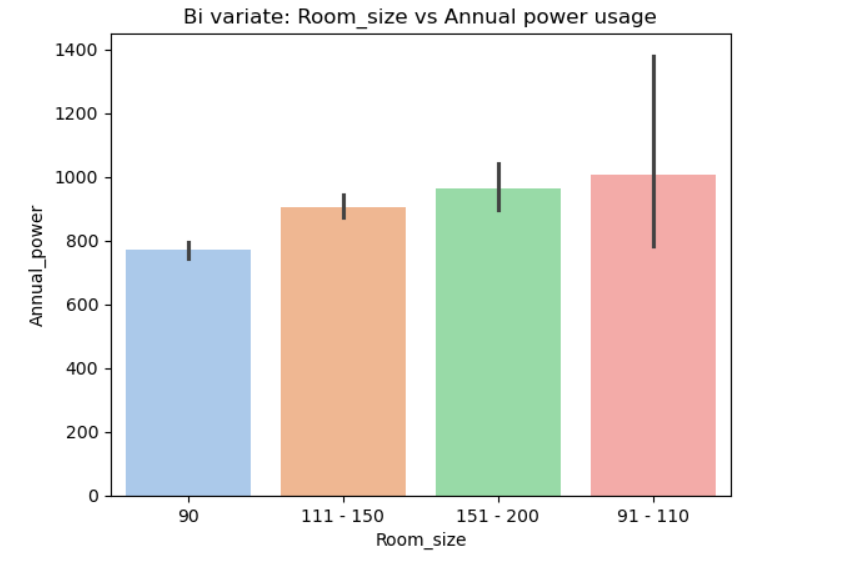 Bi variate: Room_size vs Annual power usage
1400
1200
1000
800
600
400
200
0
Annual_power
90
111 - 150
151 - 200
91 - 110
Room_size